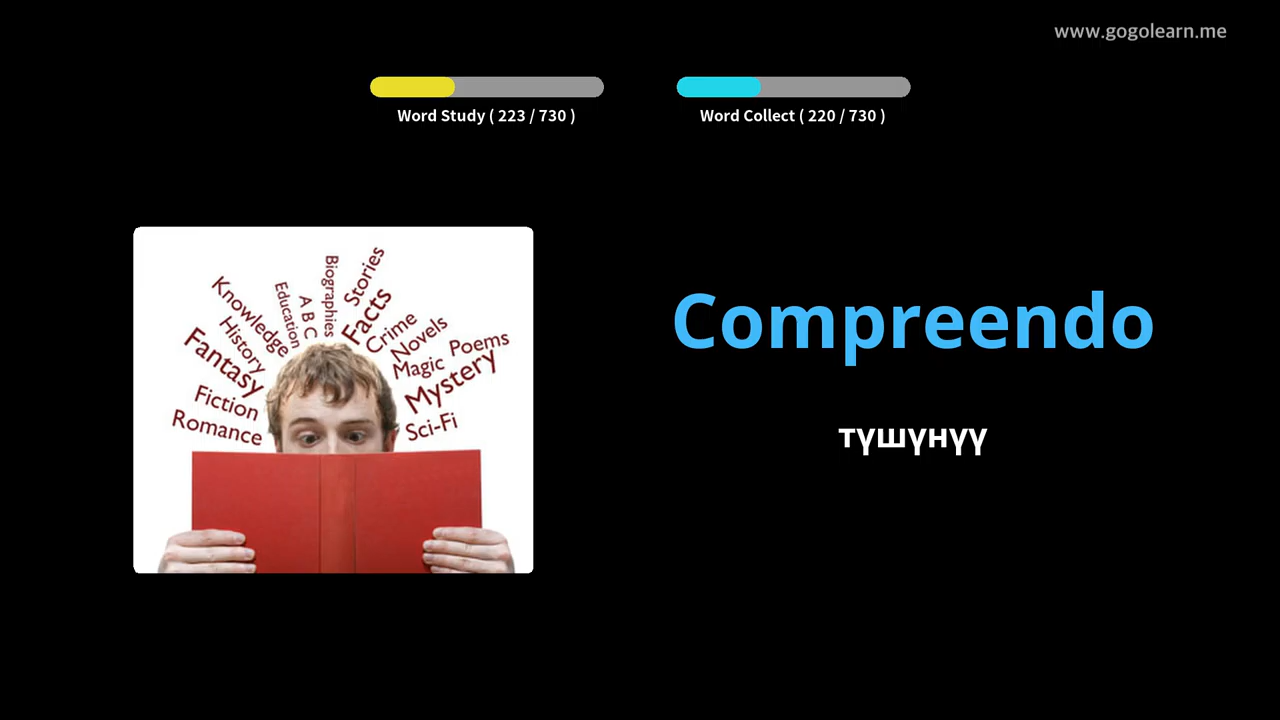 www.gogolearn.me
Word Study ( 223 / 730 )
Word Collect ( 220 / 730 )
Compreendo
түшүнүү
Biographies
Stories
Education
A B C
Facts
Knowledge
Crime
History
Novels
Fantasy
Magic
Poems
Mystery
Fiction
Romance
Sci-Fi